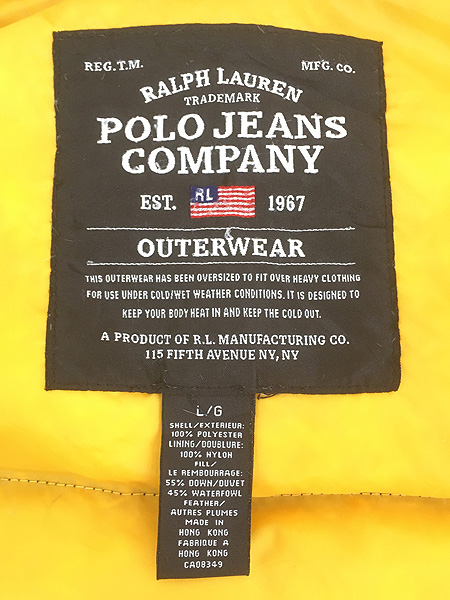 REG.T.M. MFG. CO.
RALPH LAUREN
TRADEMARK
POLO JEANS
COMPANY
EST. RL 1967
OUTERWEAR
THIS OUTERWEAR HAS BEEN OVERSIZED TO FIT OVER HEAVY CLOTHING
FOR USE UNDER COLD/WET WEATHER CONDITIONS. IT IS DESIGNED TO
KEEP YOUR BODY HEAT IN AND KEEP THE COLD OUT.
A PRODUCT OF R.L. MANUFACTURING CO.
115 FIFTH AVENUE NY, NY
L/G
SHELL/EXTERIEUR:
100% POLYESTER
LINING/DOUBLURE:
100% NYLON
FILL/
LE REMBOURRAGE:
55% DOWN/DUVET
45% WATERFOWL
FEATHER/
AUTRES PLUMES
MADE IN
HONG KONG
FABRIQUE A
HONG KONG
CA08349